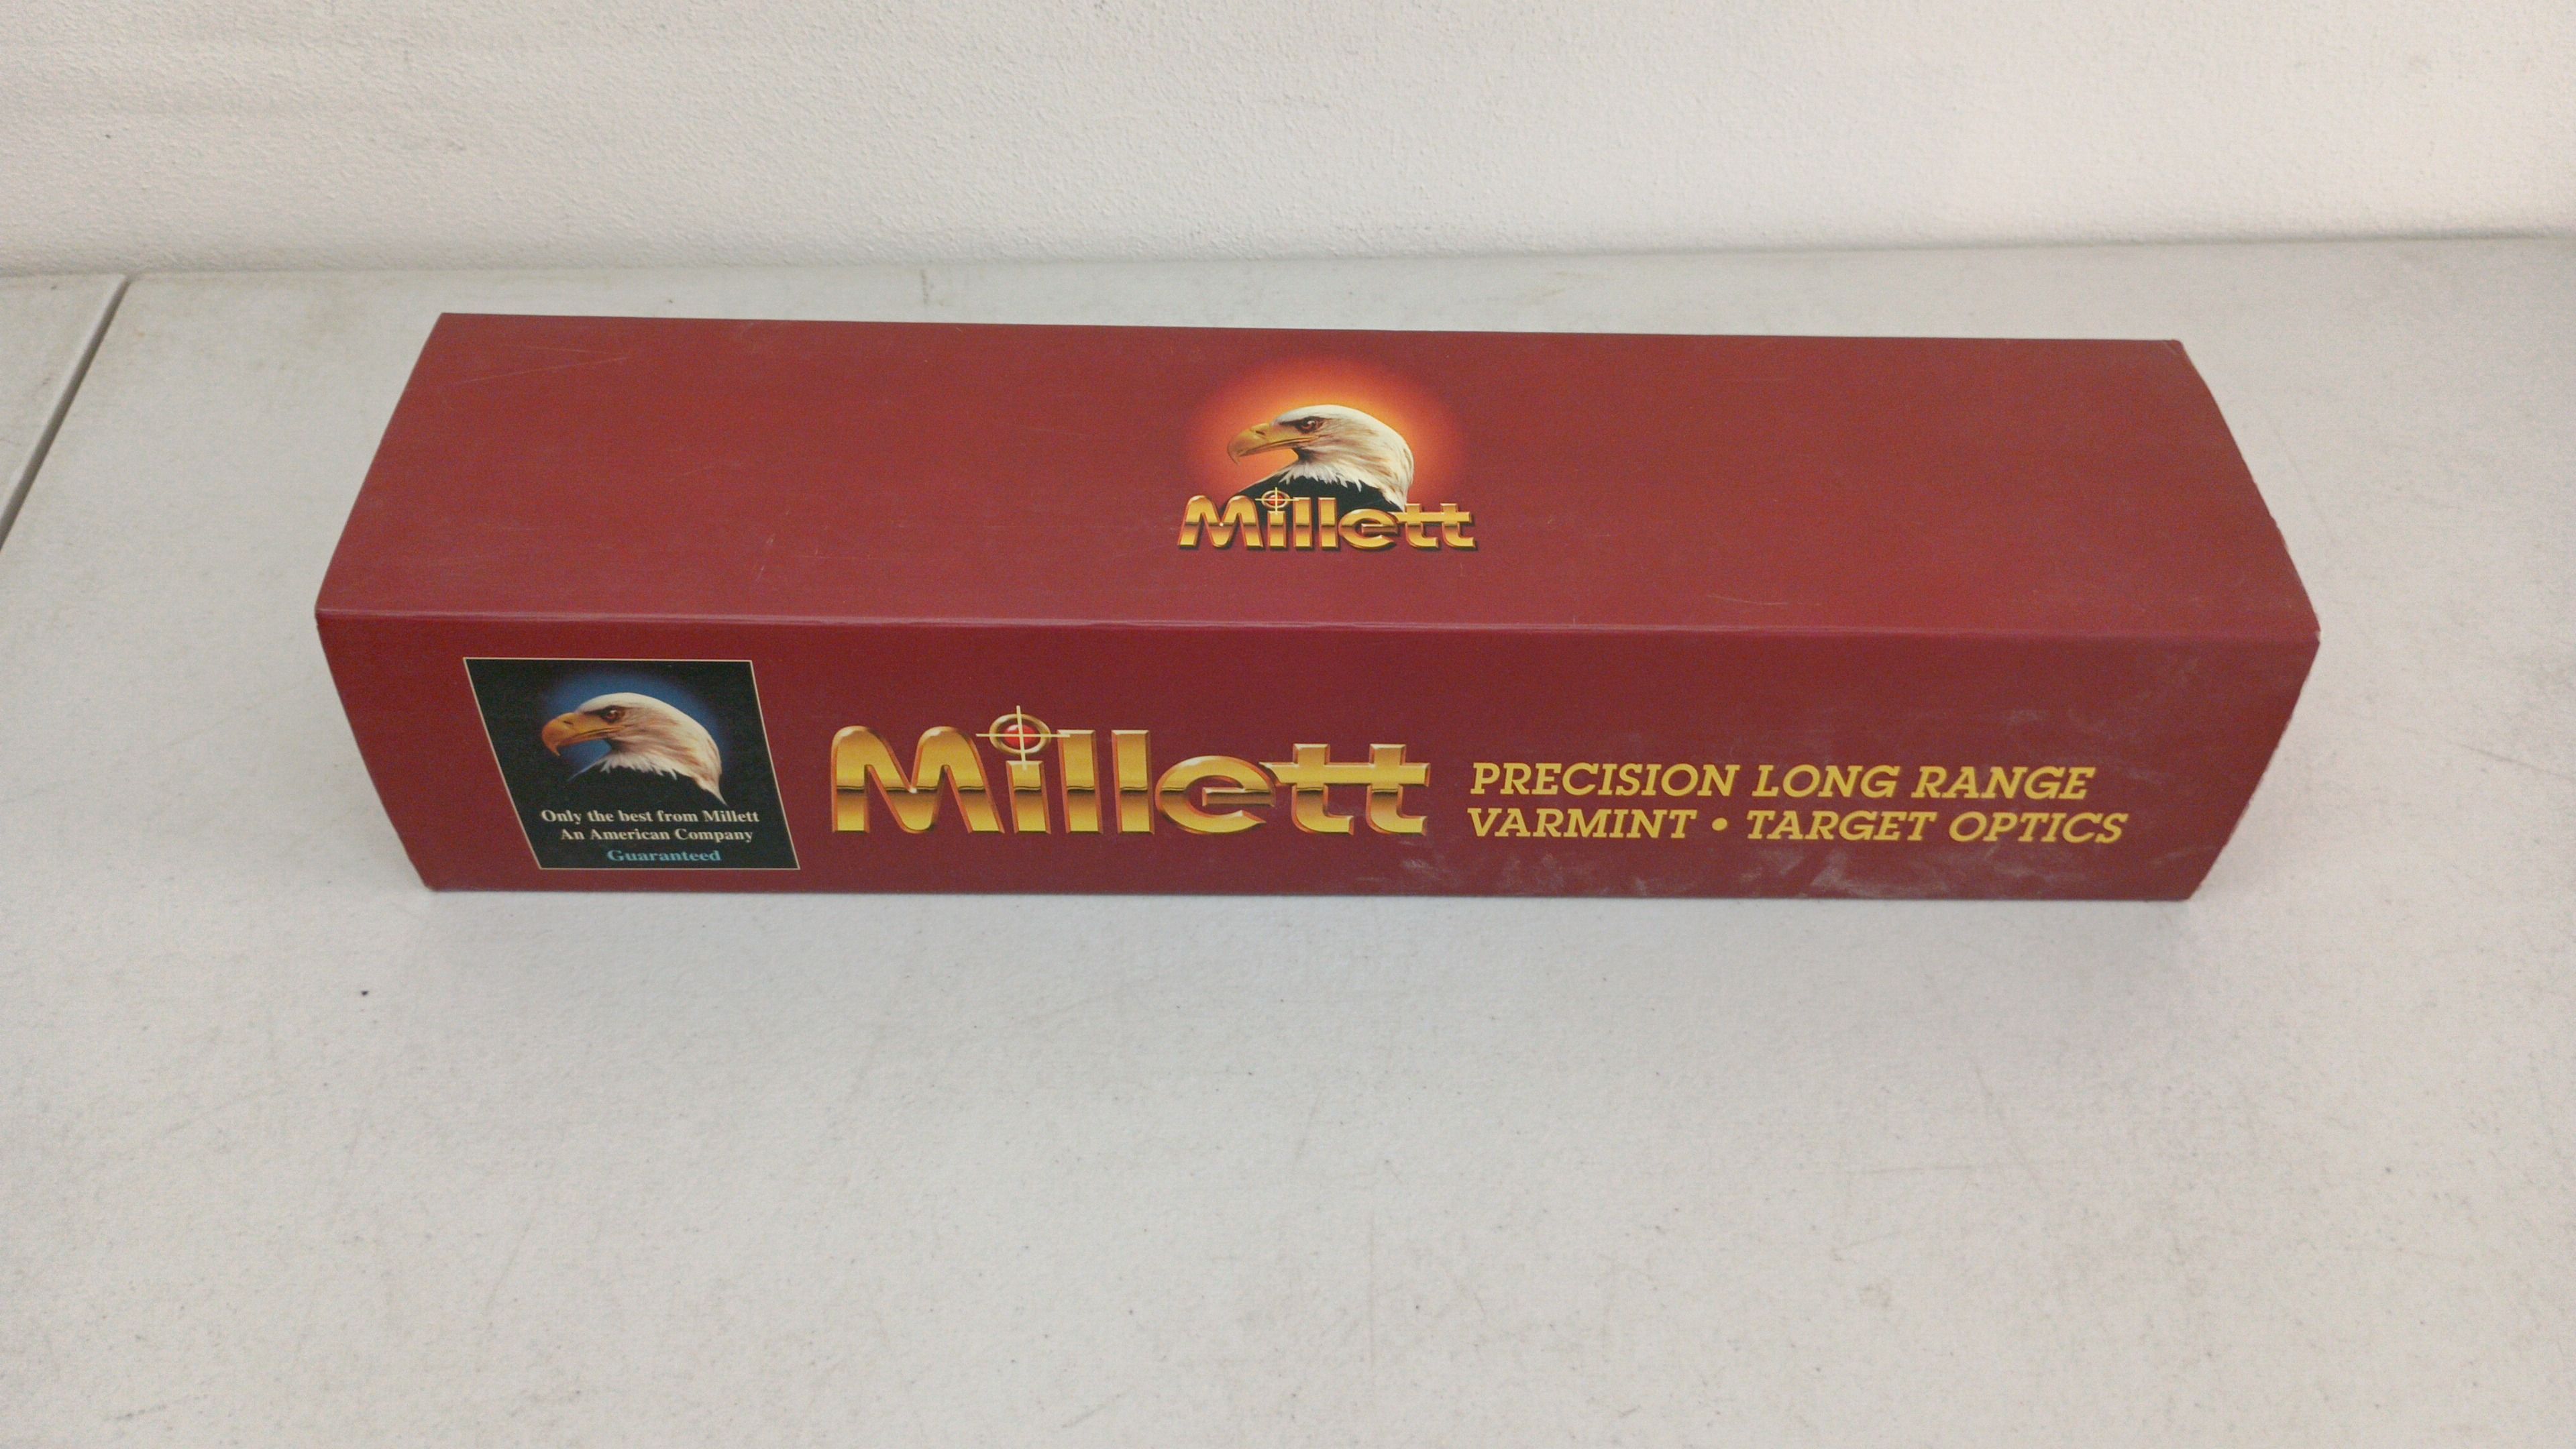 Millett
Only the best from Millett
An American Company
Guaranteed
Millett
PRECISION LONG RANGE
VARMINT • TARGET OPTICS